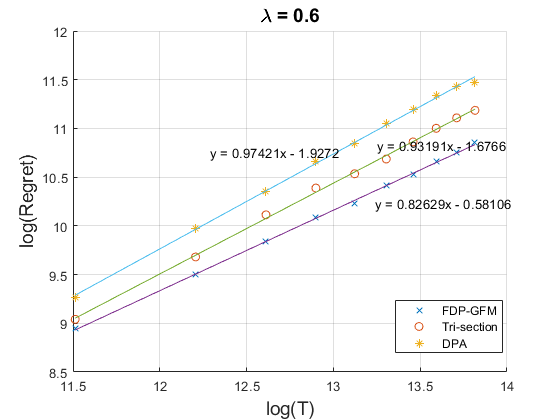 λ = 0.6
12
11.5
11
10.5
10
9.5
9
8.5
log(Regret)
y = 0.97421x - 1.9272
y = 0.93191x - 1.6766
y = 0.82629x - 0.58106
FDP-GFM
Tri-section
DPA
11.5 12 12.5 13 13.5 14
log(T)